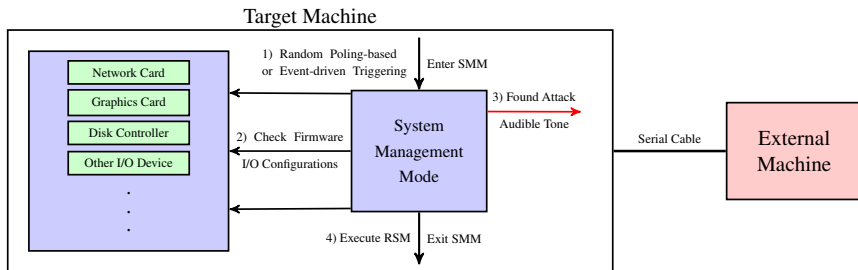 Target Machine
Network Card
Graphics Card
Disk Controller
Other I/O Device
.
.
.
1) Random Poling-based
or Event-driven Triggering
2) Check Firmware
I/O Configurations
Enter SMM
System
Management
Mode
3) Found Attack
Audible Tone
4) Execute RSM
Exit SMM
Serial Cable
External
Machine